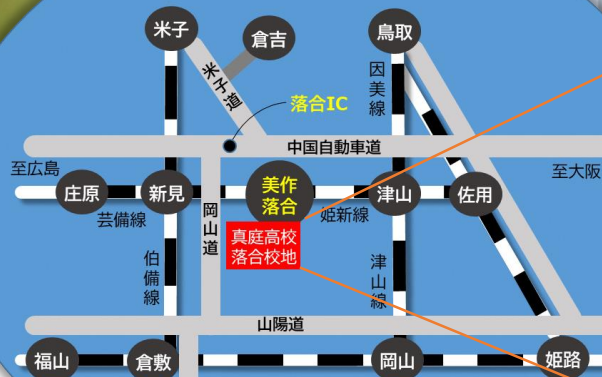 米子
倉吉
鳥取
米子道
因美線
落合IC
中国自動車道
至広島
至大阪
庄原
新見
美作
落合
津山
佐用
芸備線
姫新線
岡山道
真庭高校
落合校地
伯備線
津山線
山陽道
福山
倉敷
岡山
姫路